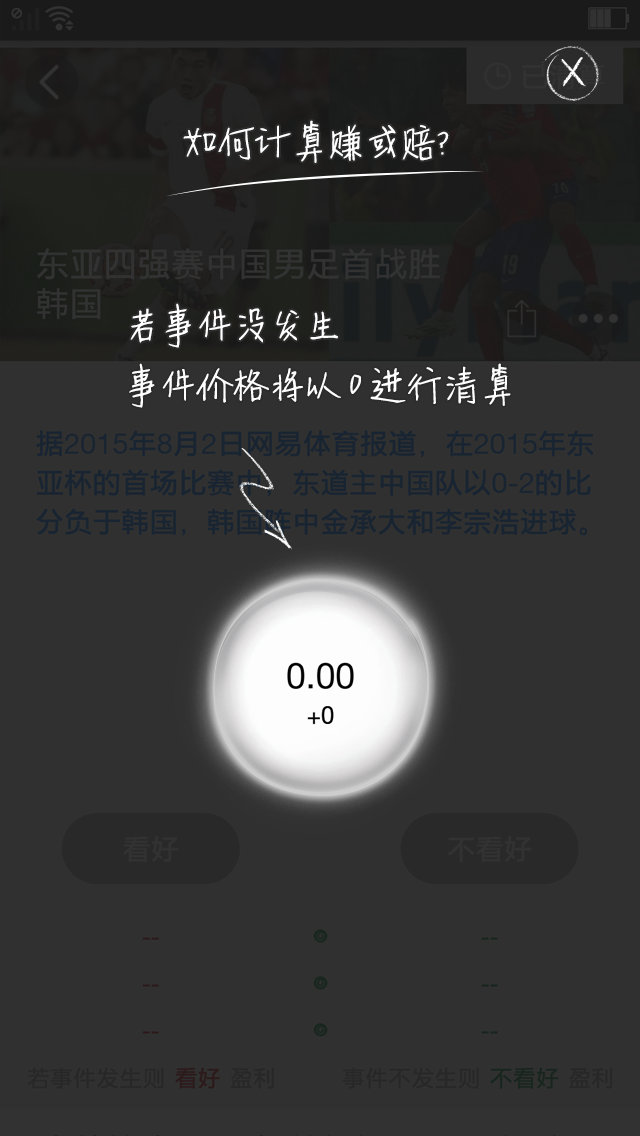 已
X
如何计算赚或赔?
东亚四强赛中国男足首战胜
韩国
若事件没发生
事件价格将以0进行清算
据2015年8月2日网易体育报道，在2015年东
亚杯的首场比赛中，东道主中国队以0-2的比
分负于韩国，韩国阵中金承大和李宗浩进球。
0.00
+0
看好 不看好
-- --
-- --
-- --
若事件发生则 看好 盈利 事件不发生则 不看好 盈利